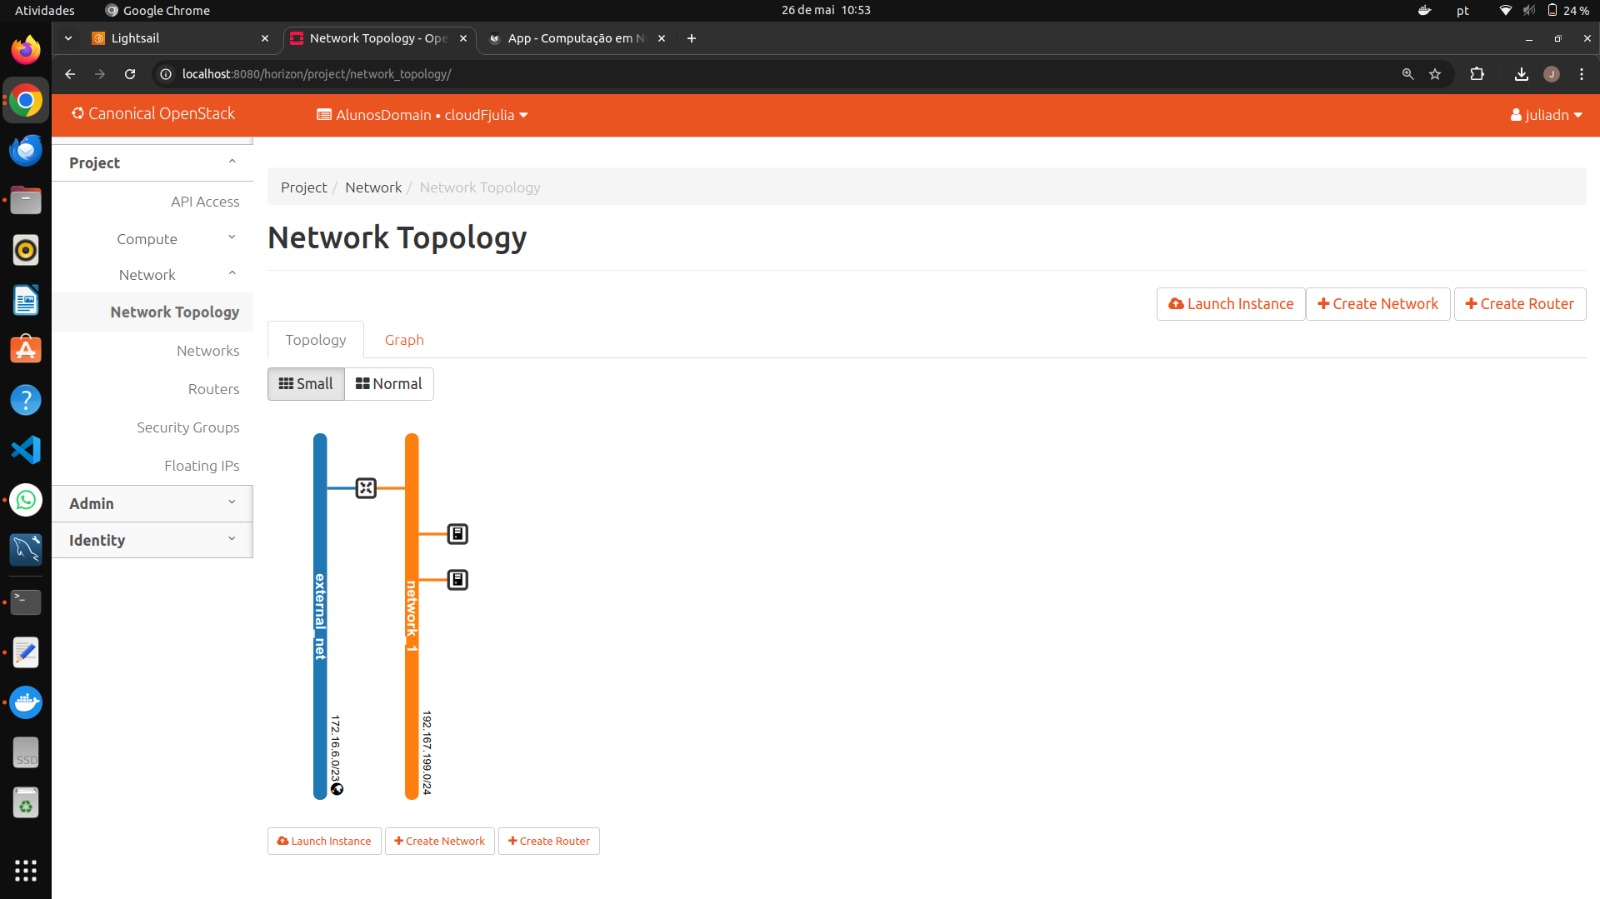 Atividades
Google Chrome
26 de mai 10:53
pt
24 %
Lightsail
Network Topology - Ope
App - Computação em N
localhost:8080/horizon/project/network_topology/
J
Canonical OpenStack
AlunosDomain • cloudFjulia
juliadn
Project
API Access
Compute
Network
Network Topology
Networks
Routers
Security Groups
Floating IPs
Admin
Identity
Project / Network / Network Topology
Network Topology
Launch Instance
Create Network
Create Router
Topology
Graph
Small
Normal
external_net
172.16.6.0/23
network_1
192.167.199.0/24
Launch Instance
Create Network
Create Router
SSD